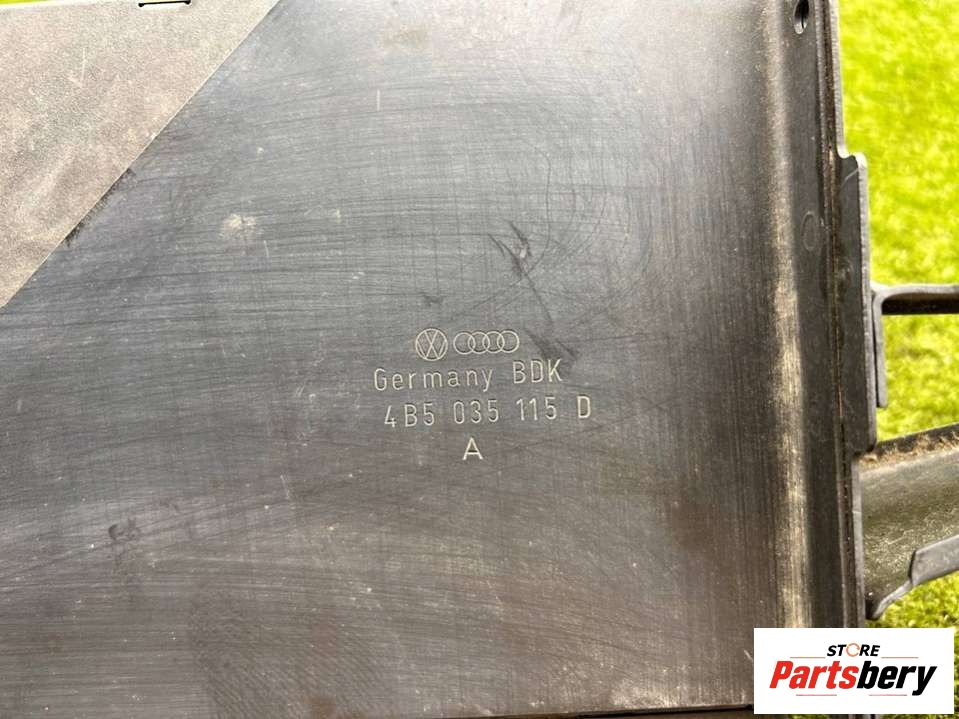 Germany BDK
4B5 035 115 D
A
STORE
Partsbery